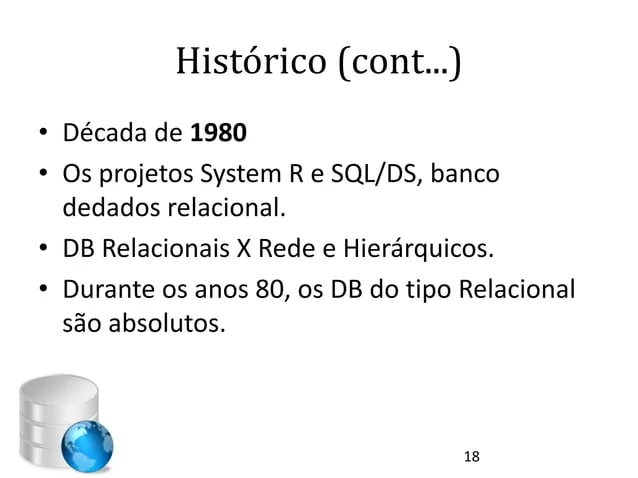 Histórico (cont...)
• Década de 1980
• Os projetos System R e SQL/DS, banco
dedados relacional.
• DB Relacionais X Rede e Hierárquicos.
• Durante os anos 80, os DB do tipo Relacional
são absolutos.
18